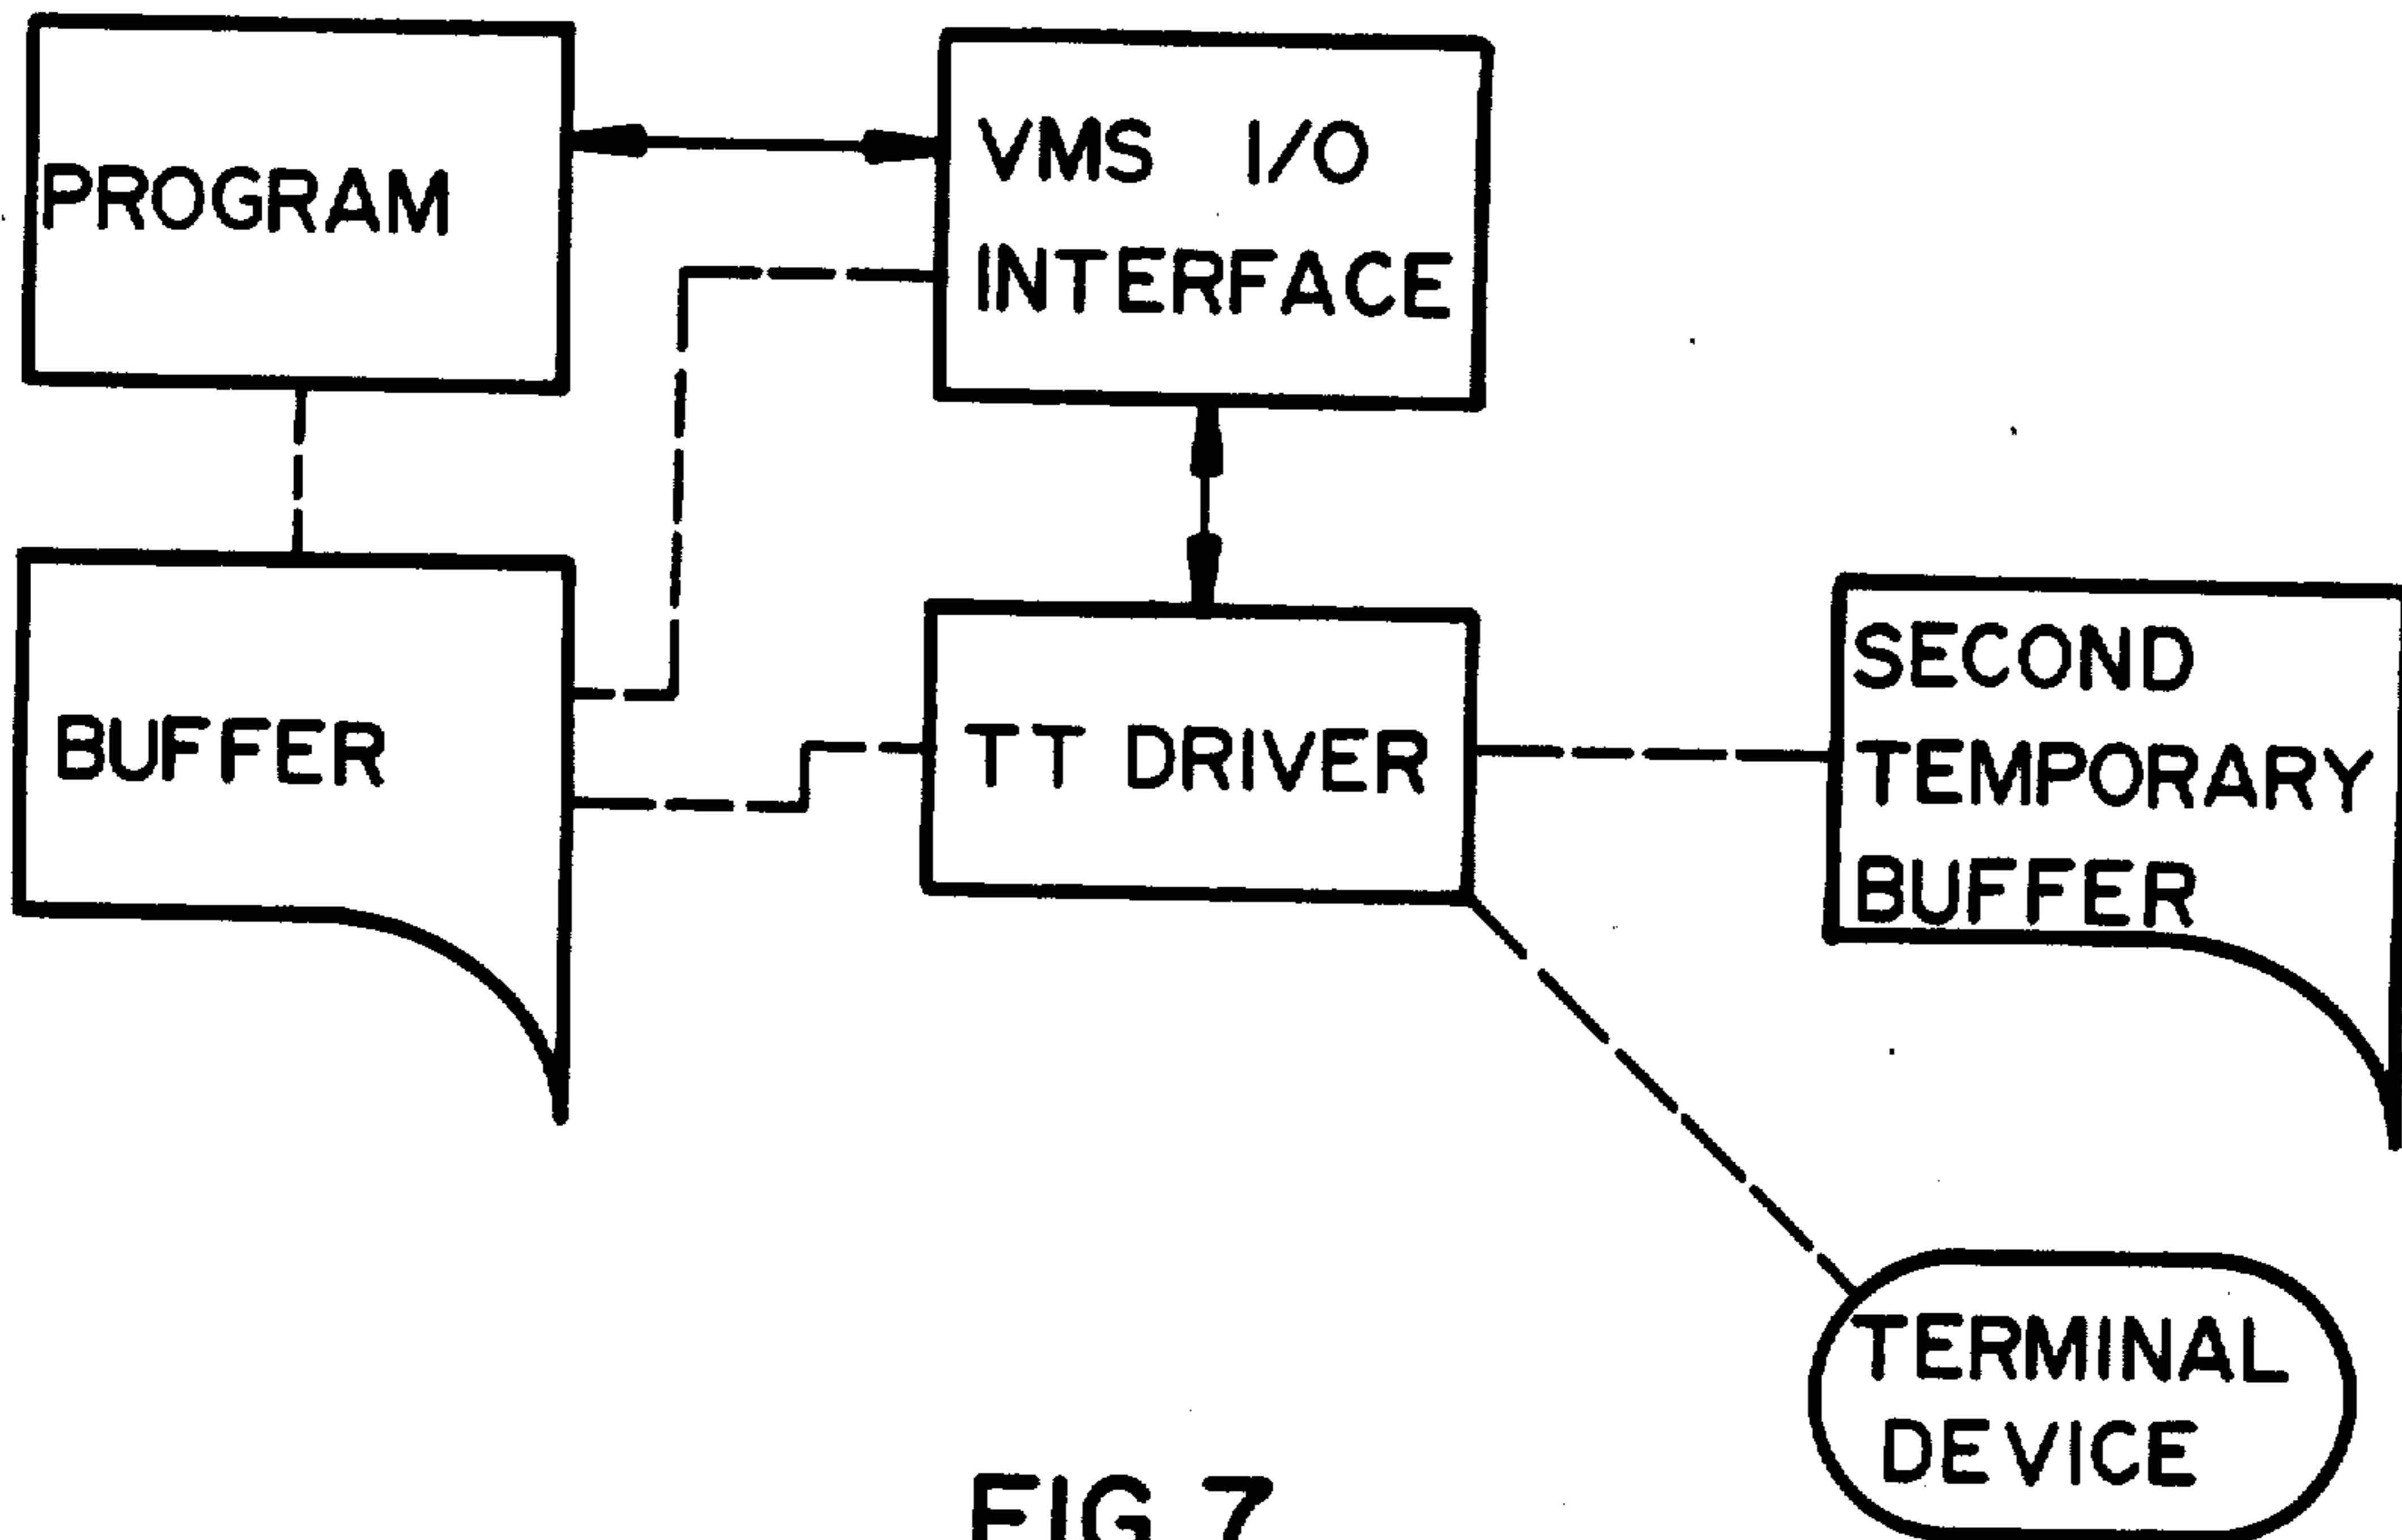 PROGRAM
VMS I/O
INTERFACE
BUFFER
TT DRIVER
SECOND
TEMPORARY
BUFFER
TERMINAL
DEVICE
FIG 7